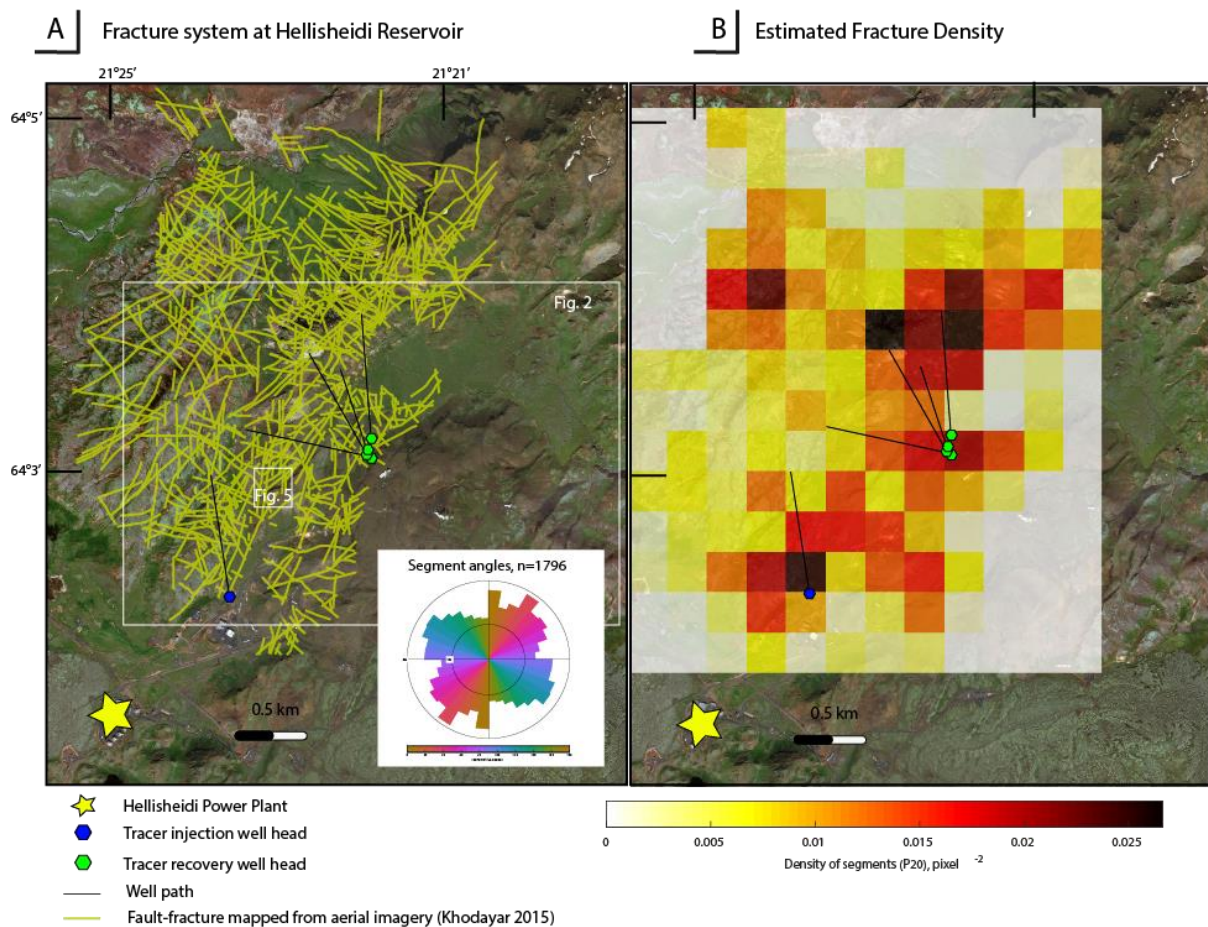 A Fracture system at Hellisheidi Reservoir
B Estimated Fracture Density
21°25′ 21°21′
64°5′
Fig. 2
64°3′
Fig. 5
Segment angles, n=1796
0.5 km
0.5 km
Hellisheidi Power Plant
Tracer injection well head
Tracer recovery well head
Well path
Fault-fracture mapped from aerial imagery (Khodayar 2015)
0 0.005 0.01 0.015 0.02 0.025
Density of segments (P20), pixel -2